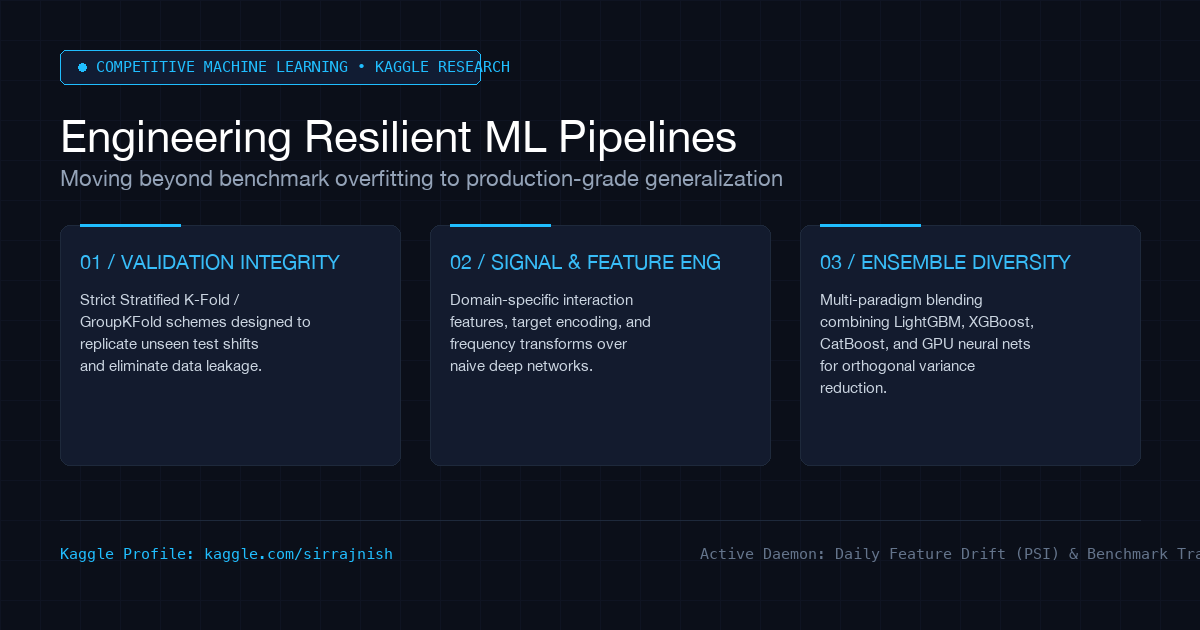 COMPETITIVE MACHINE LEARNING • KAGGLE RESEARCH
Engineering Resilient ML Pipelines
Moving beyond benchmark overfitting to production-grade generalization
01 / VALIDATION INTEGRITY
Strict Stratified K-Fold /
GroupKFold schemes designed to
replicate unseen test shifts
and eliminate data leakage.
02 / SIGNAL & FEATURE ENG
Domain-specific interaction
features, target encoding, and
frequency transforms over
naive deep networks.
03 / ENSEMBLE DIVERSITY
Multi-paradigm blending
combining LightGBM, XGBoost,
CatBoost, and GPU neural nets
for orthogonal variance
reduction.
Kaggle Profile: kaggle.com/sirrajnish
Active Daemon: Daily Feature Drift (PSI) & Benchmark